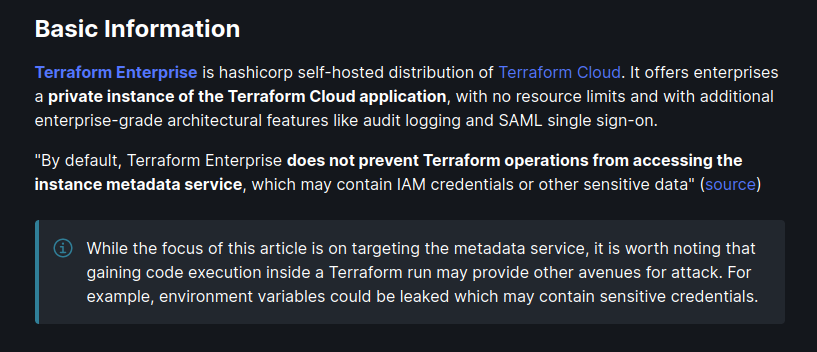 Basic Information
Terraform Enterprise is hashicorp self-hosted distribution of Terraform Cloud. It offers enterprises
a private instance of the Terraform Cloud application, with no resource limits and with additional
enterprise-grade architectural features like audit logging and SAML single sign-on.
"By default, Terraform Enterprise does not prevent Terraform operations from accessing the
instance metadata service, which may contain IAM credentials or other sensitive data" (source)
While the focus of this article is on targeting the metadata service, it is worth noting that
gaining code execution inside a Terraform run may provide other avenues for attack. For
example, environment variables could be leaked which may contain sensitive credentials.